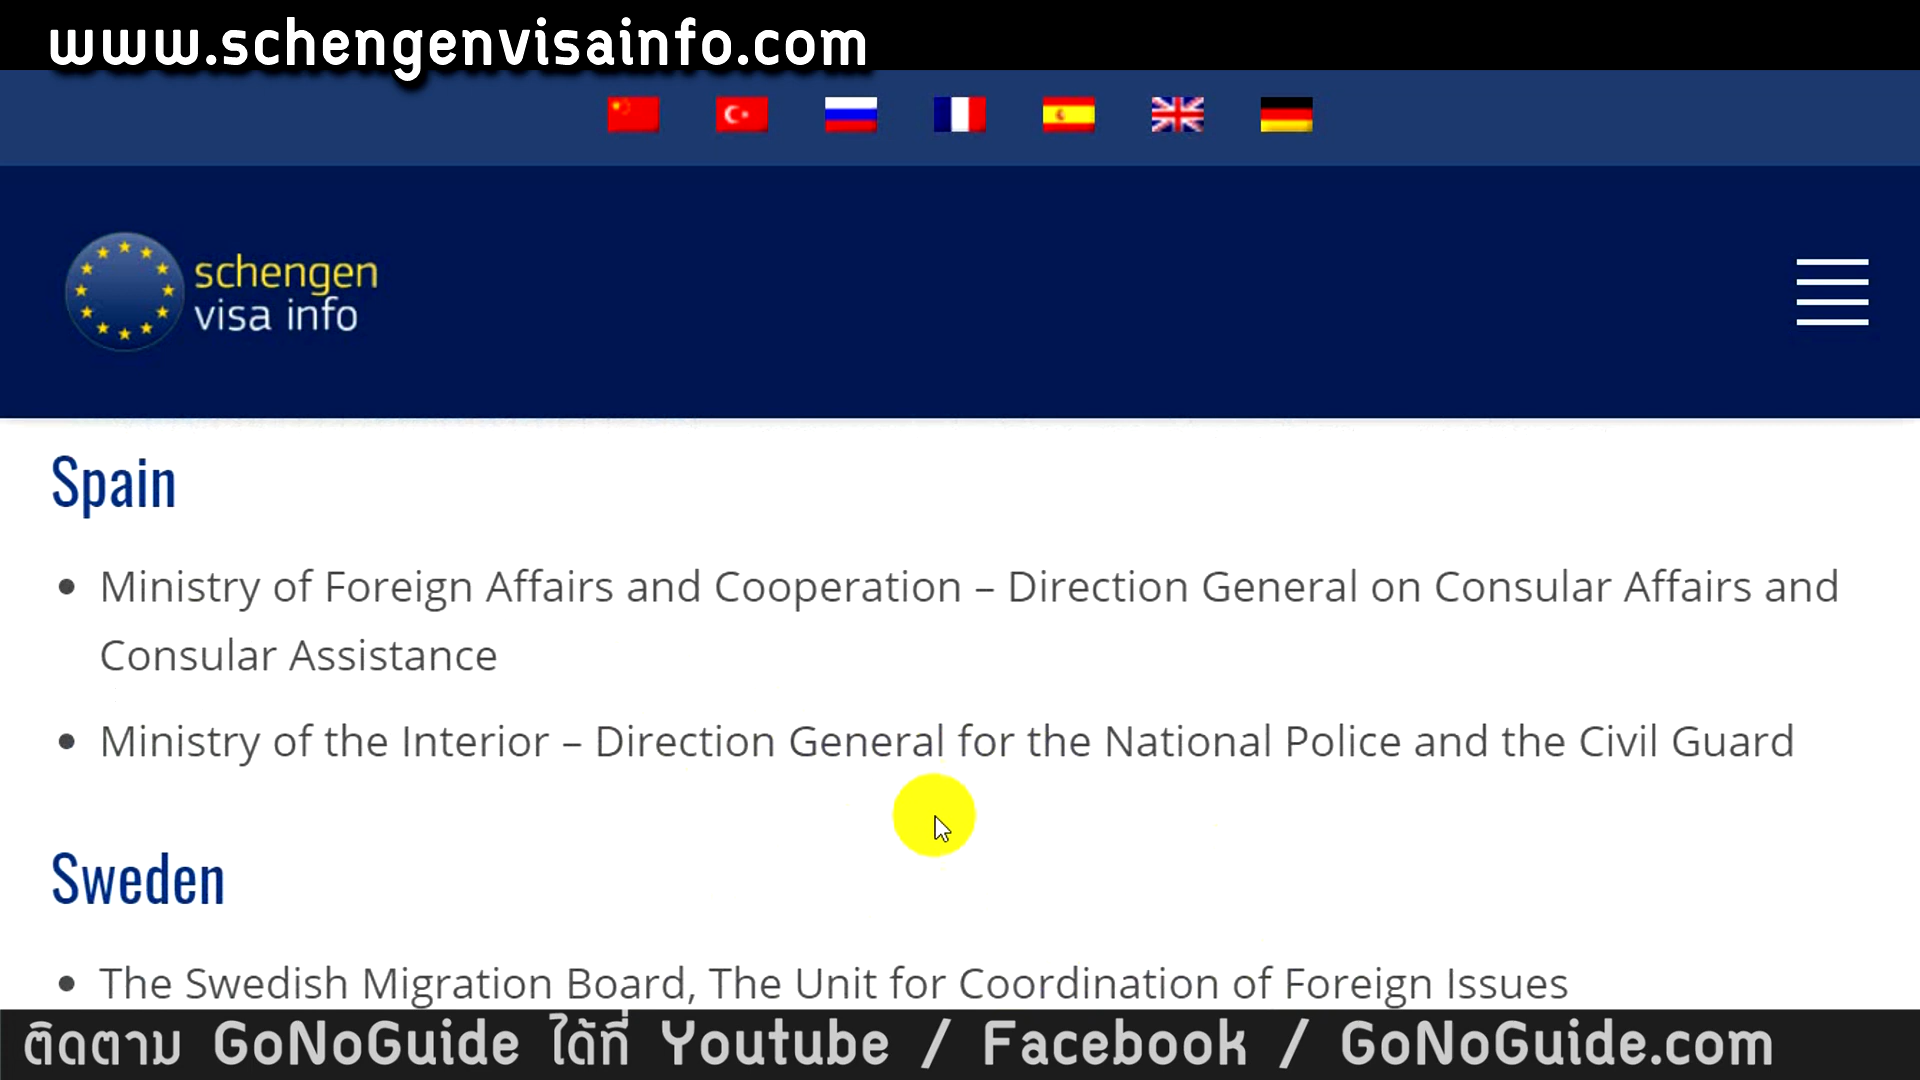 www.schengenvisainfo.com
schengen
visa info
Spain
• Ministry of Foreign Affairs and Cooperation – Direction General on Consular Affairs and
Consular Assistance
• Ministry of the Interior – Direction General for the National Police and the Civil Guard
Sweden
• The Swedish Migration Board, The Unit for Coordination of Foreign Issues
ติดตาม GoNoGuide ได้ที่ Youtube / Facebook / GoNoGuide.com